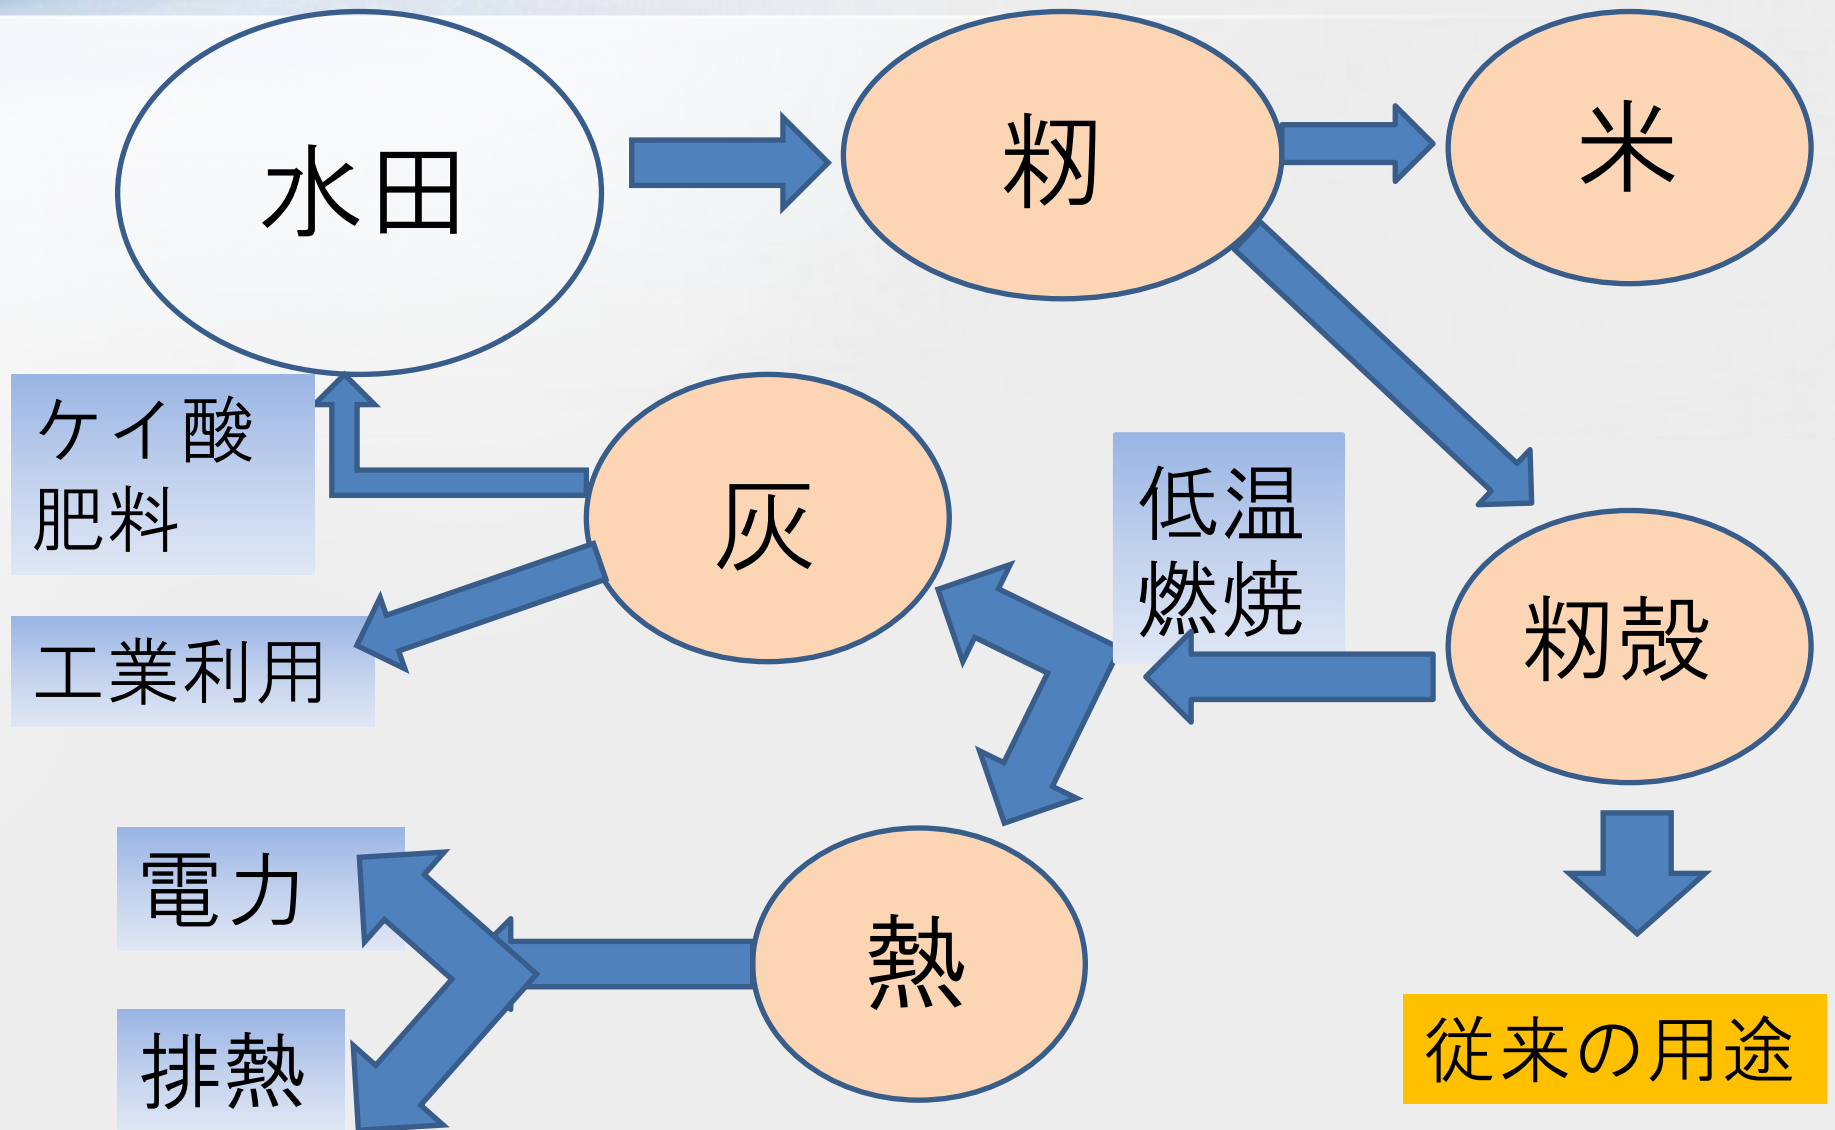 水田
籾
米
ケイ酸
肥料
灰
低温
燃焼
籾殻
工業利用
電力
熱
排熱
従来の用途